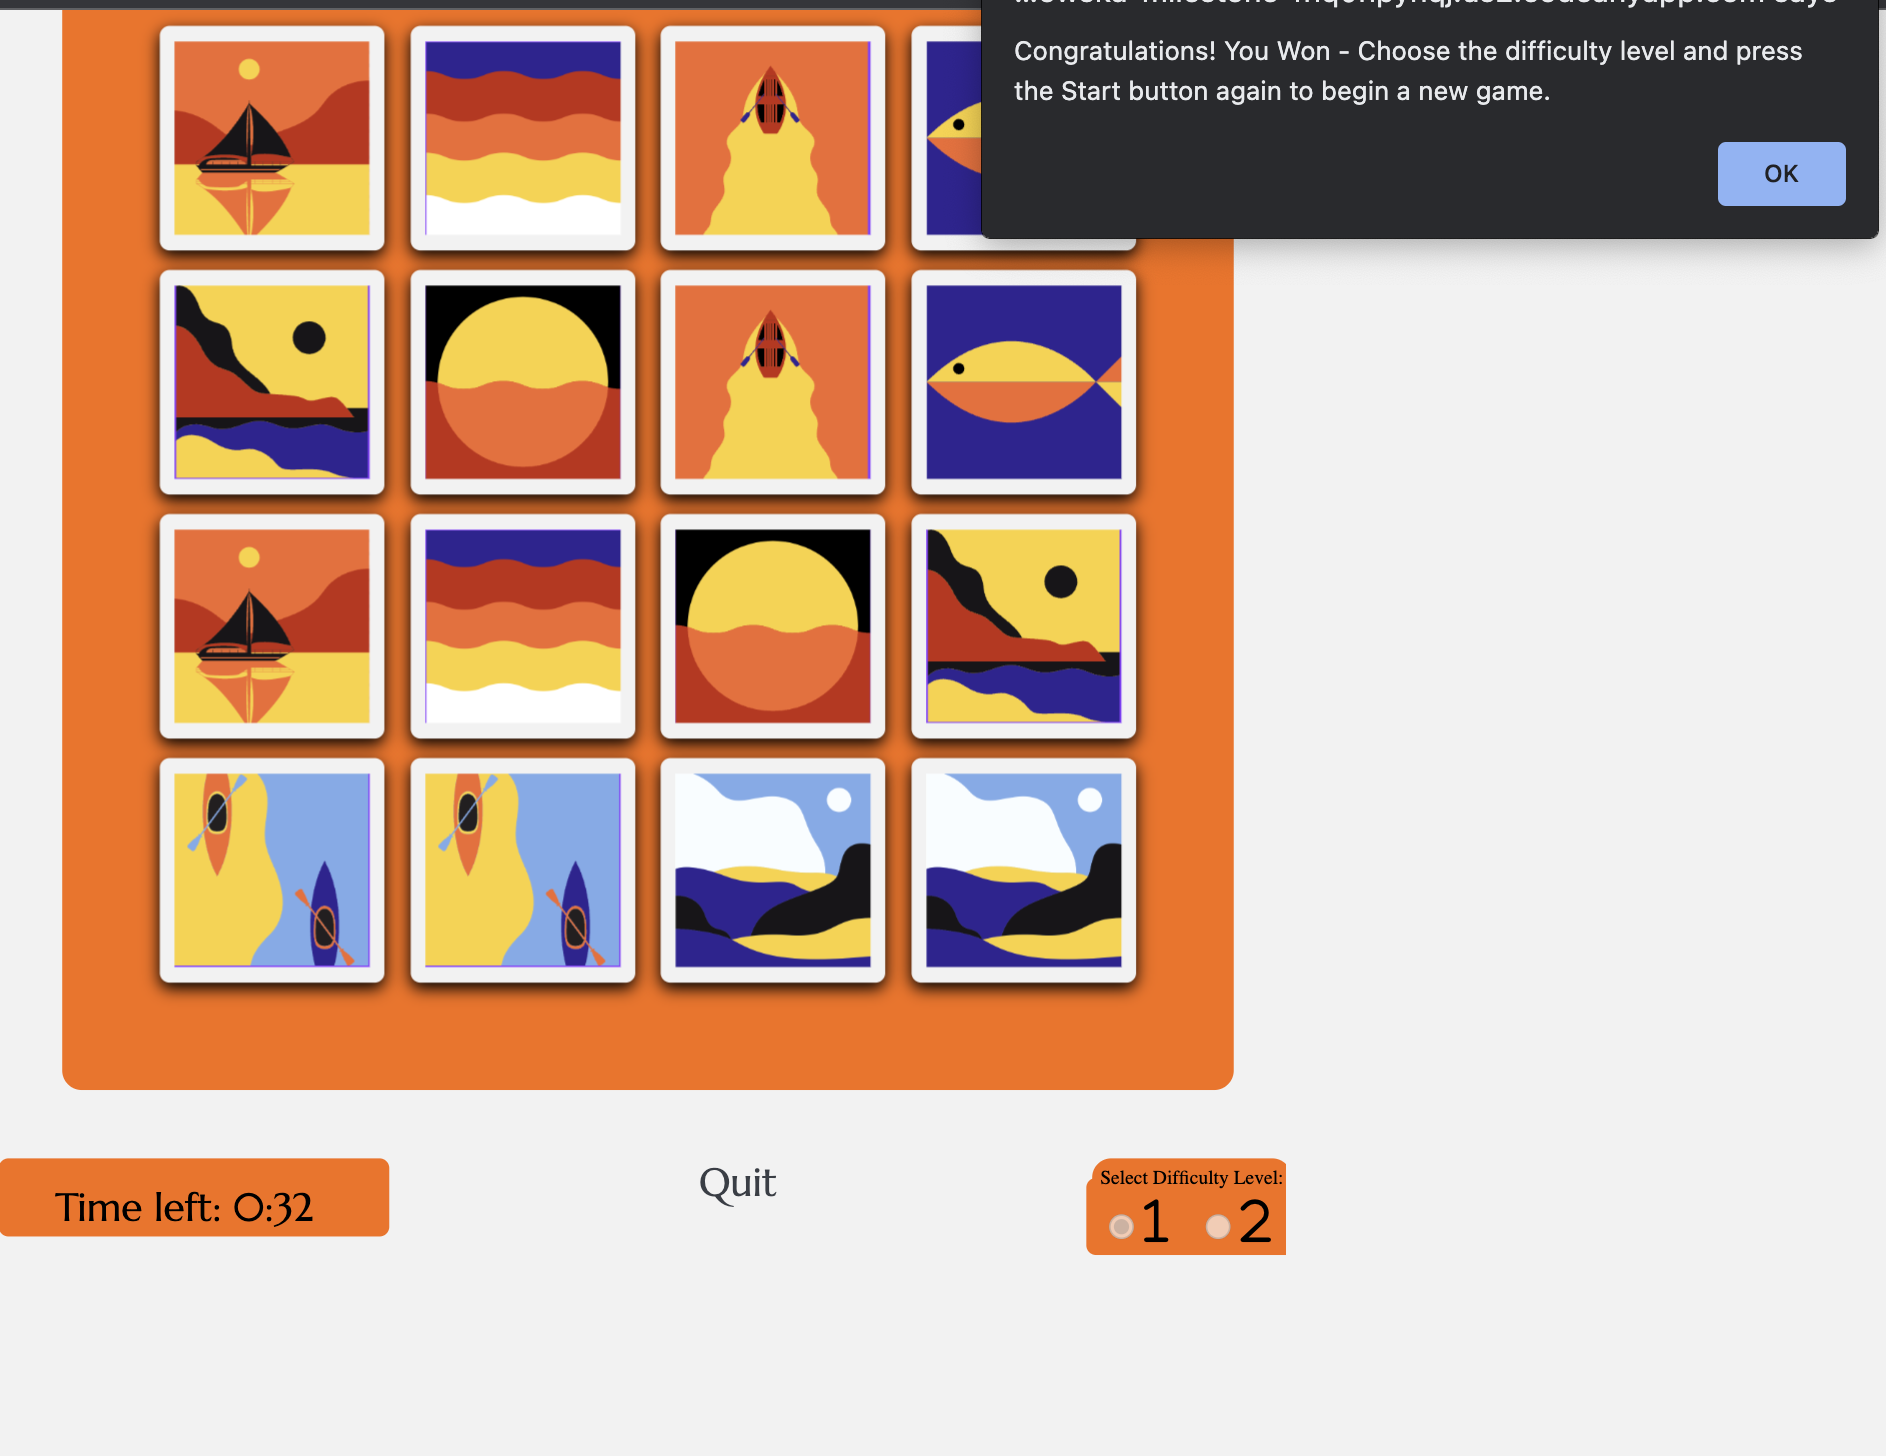 says
Congratulations! You Won - Choose the difficulty level and press
the Start button again to begin a new game.
OK
Time left: 0:32
Quit
Select Difficulty Level:
1 2